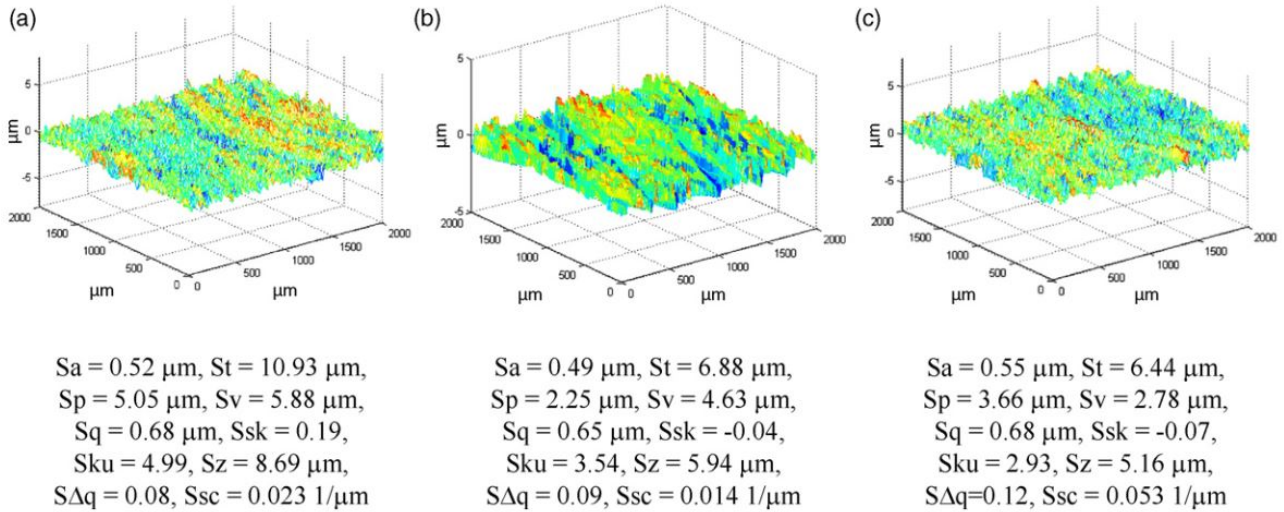 (a)
5
0
-5
μm
2000
1500
1000
500
0
0
500
1000
1500
2000
μm
μm
Sa = 0.52 μm, St = 10.93 μm,
Sp = 5.05 μm, Sv = 5.88 μm,
Sq = 0.68 μm, Ssk = 0.19,
Sku = 4.99, Sz = 8.69 μm,
SΔq = 0.08, Ssc = 0.023 1/μm
(b)
5
0
-5
μm
2000
1500
1000
500
0
0
500
1000
1500
2000
μm
μm
Sa = 0.49 μm, St = 6.88 μm,
Sp = 2.25 μm, Sv = 4.63 μm,
Sq = 0.65 μm, Ssk = -0.04,
Sku = 3.54, Sz = 5.94 μm,
SΔq = 0.09, Ssc = 0.014 1/μm
(c)
5
0
-5
μm
2000
1500
1000
500
0
0
500
1000
1500
2000
μm
μm
Sa = 0.55 μm, St = 6.44 μm,
Sp = 3.66 μm, Sv = 2.78 μm,
Sq = 0.68 μm, Ssk = -0.07,
Sku = 2.93, Sz = 5.16 μm,
SΔq=0.12, Ssc = 0.053 1/μm